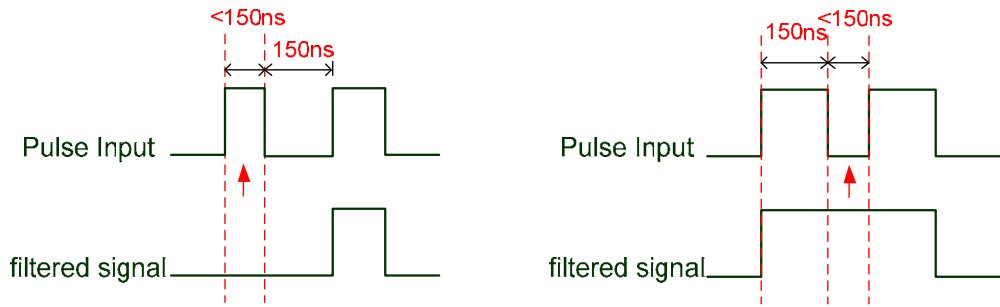 <150ns
150ns
Pulse Input
filtered signal
<150ns
150ns
Pulse Input
filtered signal